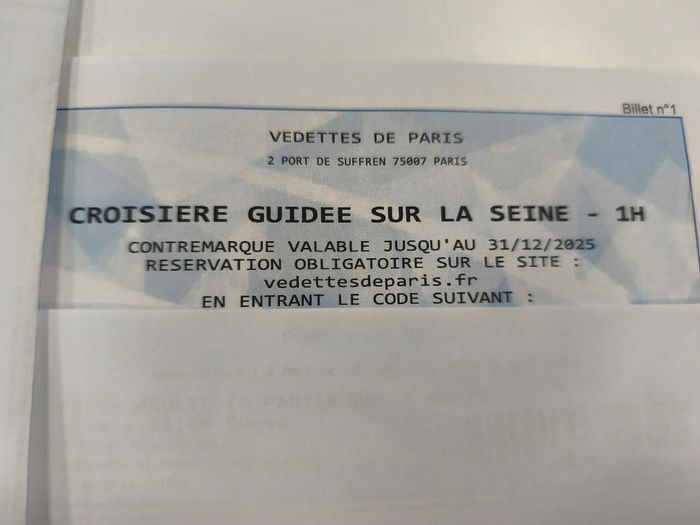 Billet n°1
VEDETTES DE PARIS
2 PORT DE SUFFREN 75007 PARIS
CROISIERE GUIDEE SUR LA SEINE - 1H
CONTREMARQUE VALABLE JUSQU'AU 31/12/2025
RESERVATION OBLIGATOIRE SUR LE SITE :
vedettesdeparis.fr
EN ENTRANT LE CODE SUIVANT :